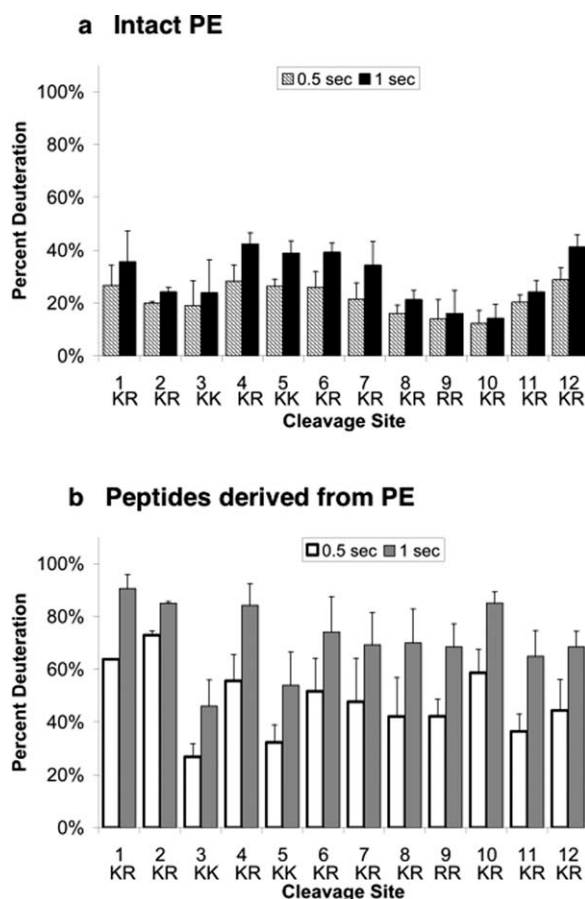 a Intact PE
0.5 sec 1 sec
100%
80%
60%
40%
20%
0%
Percent Deuteration
1 2 3 4 5 6 7 8 9 10 11 12
KR KR KK KR KK KR KR KR RR KR KR KR
Cleavage Site
b Peptides derived from PE
0.5 sec 1 sec
100%
80%
60%
40%
20%
0%
Percent Deuteration
1 2 3 4 5 6 7 8 9 10 11 12
KR KR KK KR KK KR KR KR RR KR KR KR
Cleavage Site